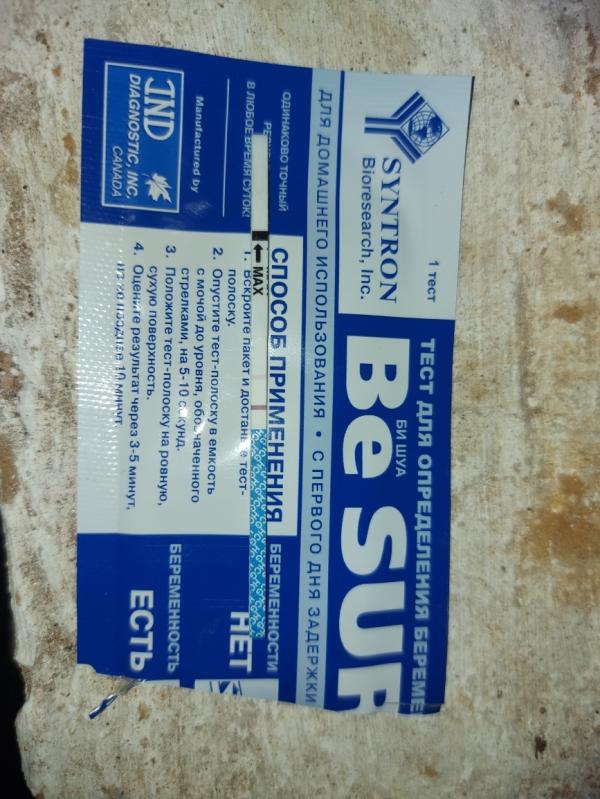 SYNTRON
Bioresearch, Inc.
1 тест
ТЕСТ ДЛЯ ОПРЕДЕЛЕНИЯ БЕРЕМЕ
БИ ШУА
Be SUR
ДЛЯ ДОМАШНЕГО ИСПОЛЬЗОВАНИЯ • С ПЕРВОГО ДНЯ ЗАДЕРЖКИ
ОДИНАКОВО ТОЧНЫЙ
В ЛЮБОЕ ВРЕМЯ СУТОК!
Manufactured by
JND
DIAGNOSTIC, INC.
CANADA
MAX
СПОСОБ ПРИМЕНЕНИЯ
1. Вскройте пакет и достаньте тест-
полоску.
2. Опустите тест-полоску в емкость
с мочой до уровня, обозначенного
стрелками, на 5-10 секунд.
3. Положите тест-полоску на ровную,
сухую поверхность.
4. Оцените результат через 3-5 минут,
не позднее 10 минут.
БЕРЕМЕННОСТИ
НЕТ
БЕРЕМЕННОСТЬ
ЕСТЬ